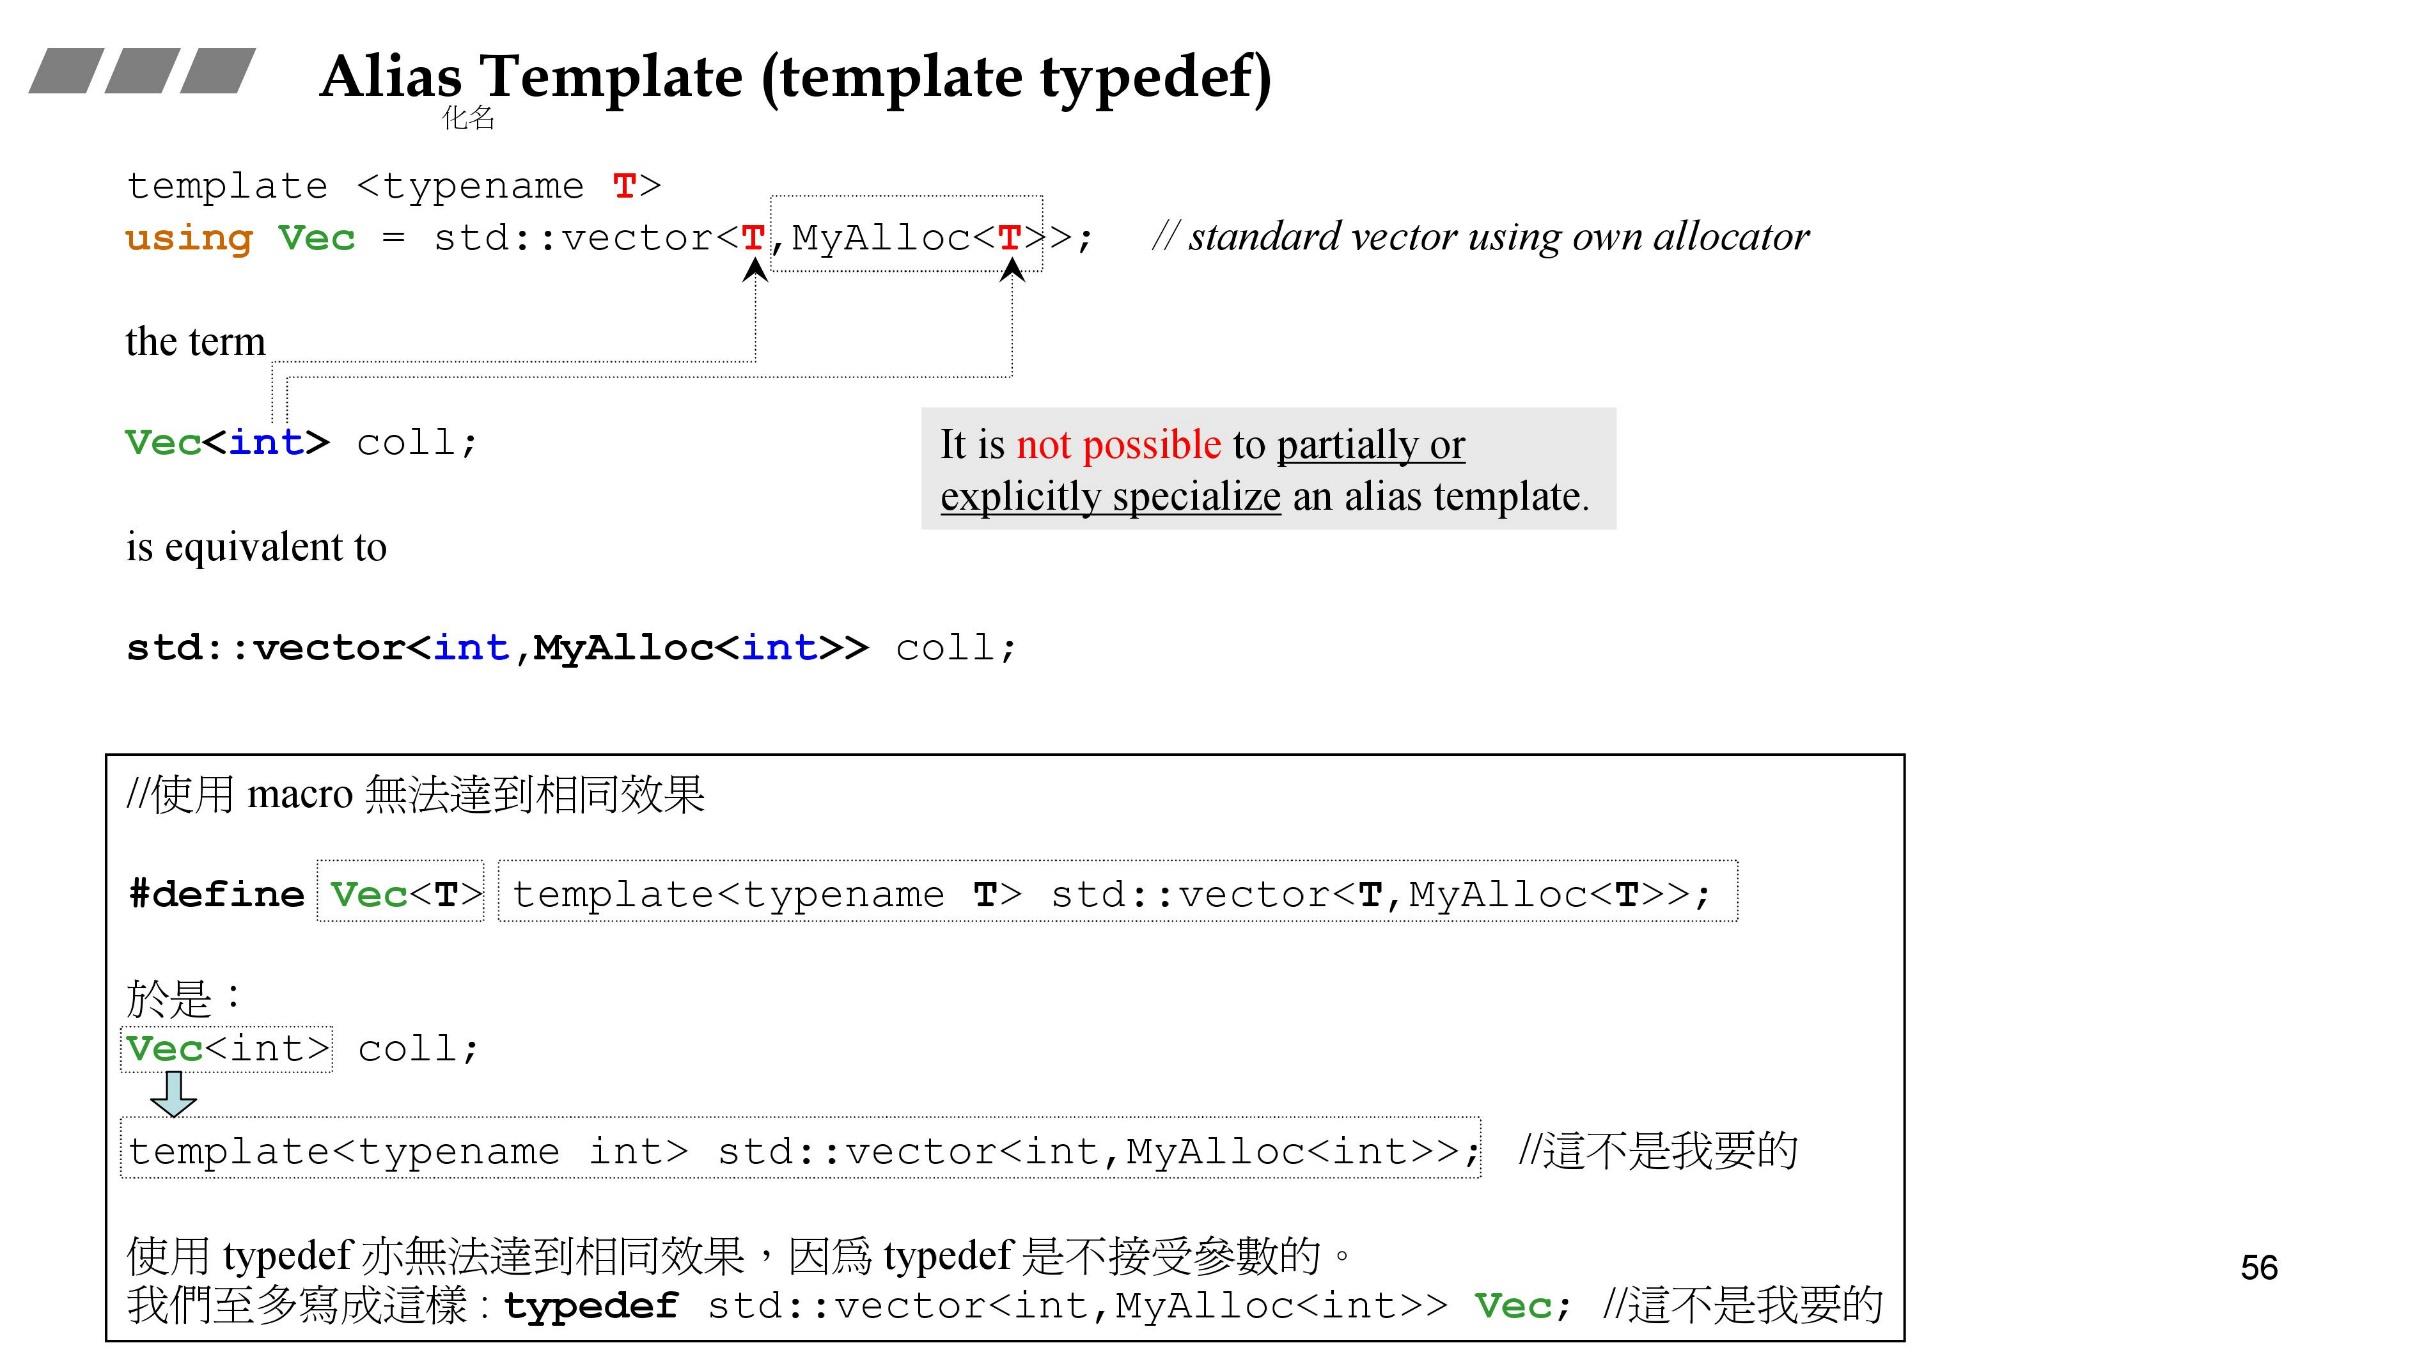 Alias Template (template typedef)
化名
template <typename T>
using Vec = std::vector<T,MyAlloc<T>>;    // standard vector using own allocator
the term
Vec<int> coll;
It is not possible to partially or
explicitly specialize an alias template.
is equivalent to
std::vector<int,MyAlloc<int>> coll;
//使用 macro 無法達到相同效果
#define Vec<T> template<typename T> std::vector<T,MyAlloc<T>>;
於是：
Vec<int> coll;
template<typename int> std::vector<int,MyAlloc<int>>;  //這不是我要的
使用 typedef 亦無法達到相同效果，因為 typedef 是不接受參數的。
我們至多寫成這樣 : typedef std::vector<int,MyAlloc<int>> Vec;  //這不是我要的
56